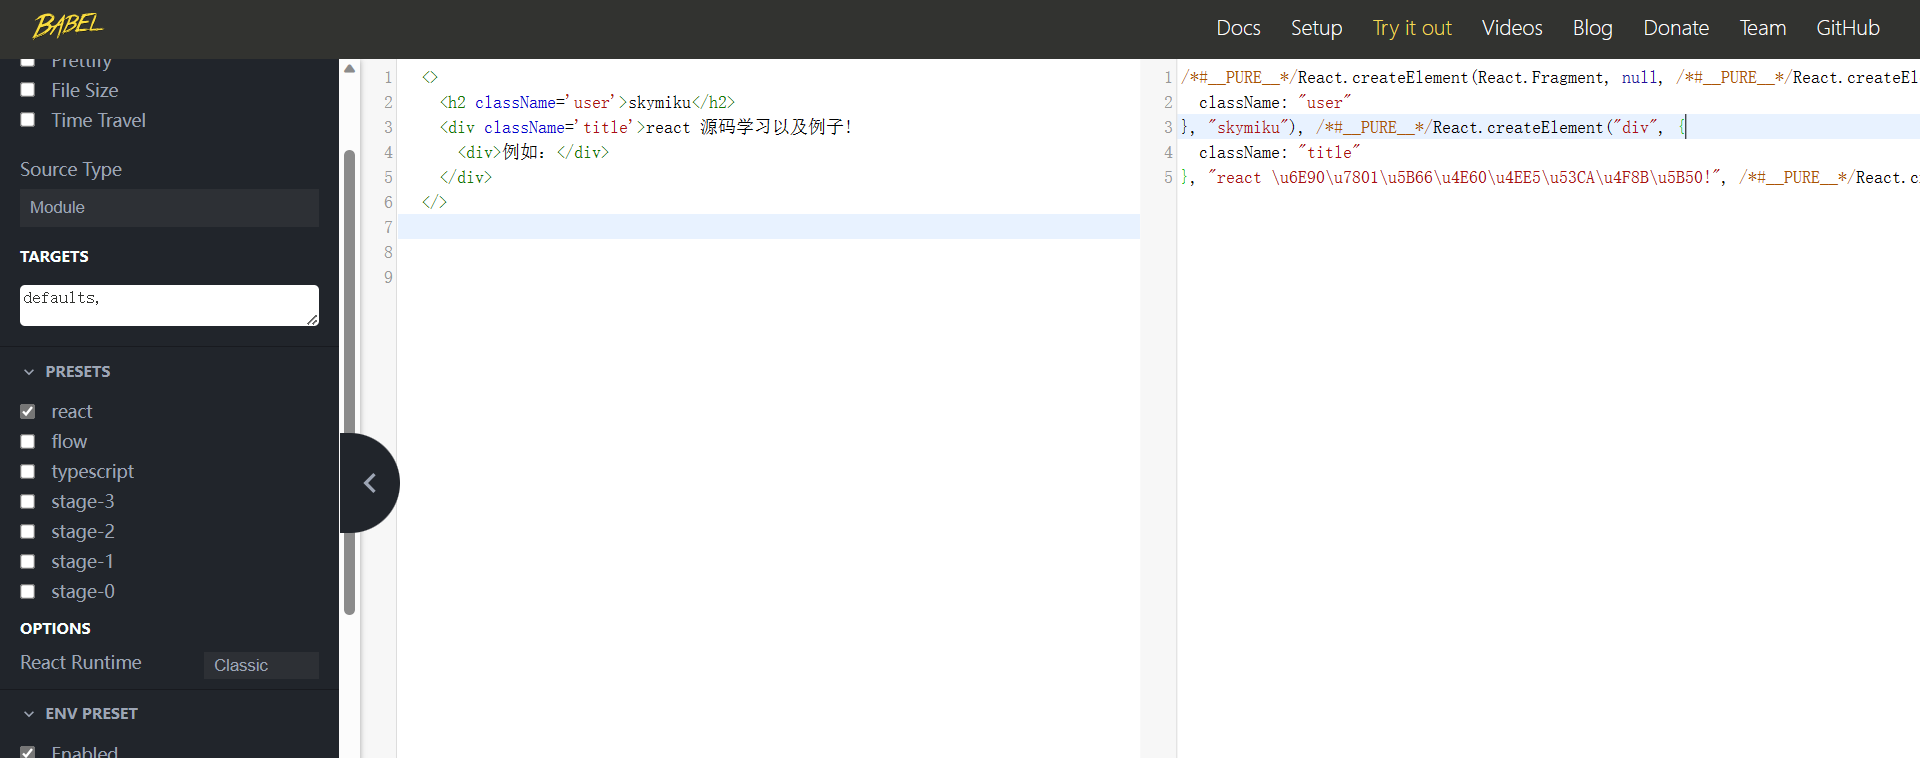 BABEL
Docs Setup Try it out Videos Blog Donate Team GitHub
Prettify
File Size
Time Travel
Source Type
Module
TARGETS
defaults,
PRESETS
react
flow
typescript
stage-3
stage-2
stage-1
stage-0
OPTIONS
React Runtime Classic
ENV PRESET
Enabled
1 <>
2 <h2 className='user'>skymiku</h2>
3 <div className='title'>react 源码学习以及例子!
4 <div>例如: </div>
5 </div>
6 </>
7
8
9
1 /*#__PURE__*/React.createElement(React.Fragment, null, /*#__PURE__*/React.createEl
2 className: "user"
3 }, "skymiku"), /*#__PURE__*/React.createElement("div", {
4 className: "title"
5 }, "react \u6E90\u7801\u5B66\u4E60\u4EE5\u53CA\u4F8B\u5B50!", /*#__PURE__*/React.c